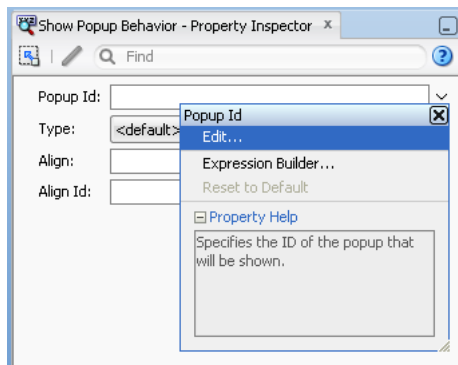 Show Popup Behavior - Property Inspector x
Find
Popup Id:
Popup Id
Type: <default>
Edit...
Align:
Expression Builder...
Align Id:
Reset to Default
Property Help
Specifies the ID of the popup that
will be shown.